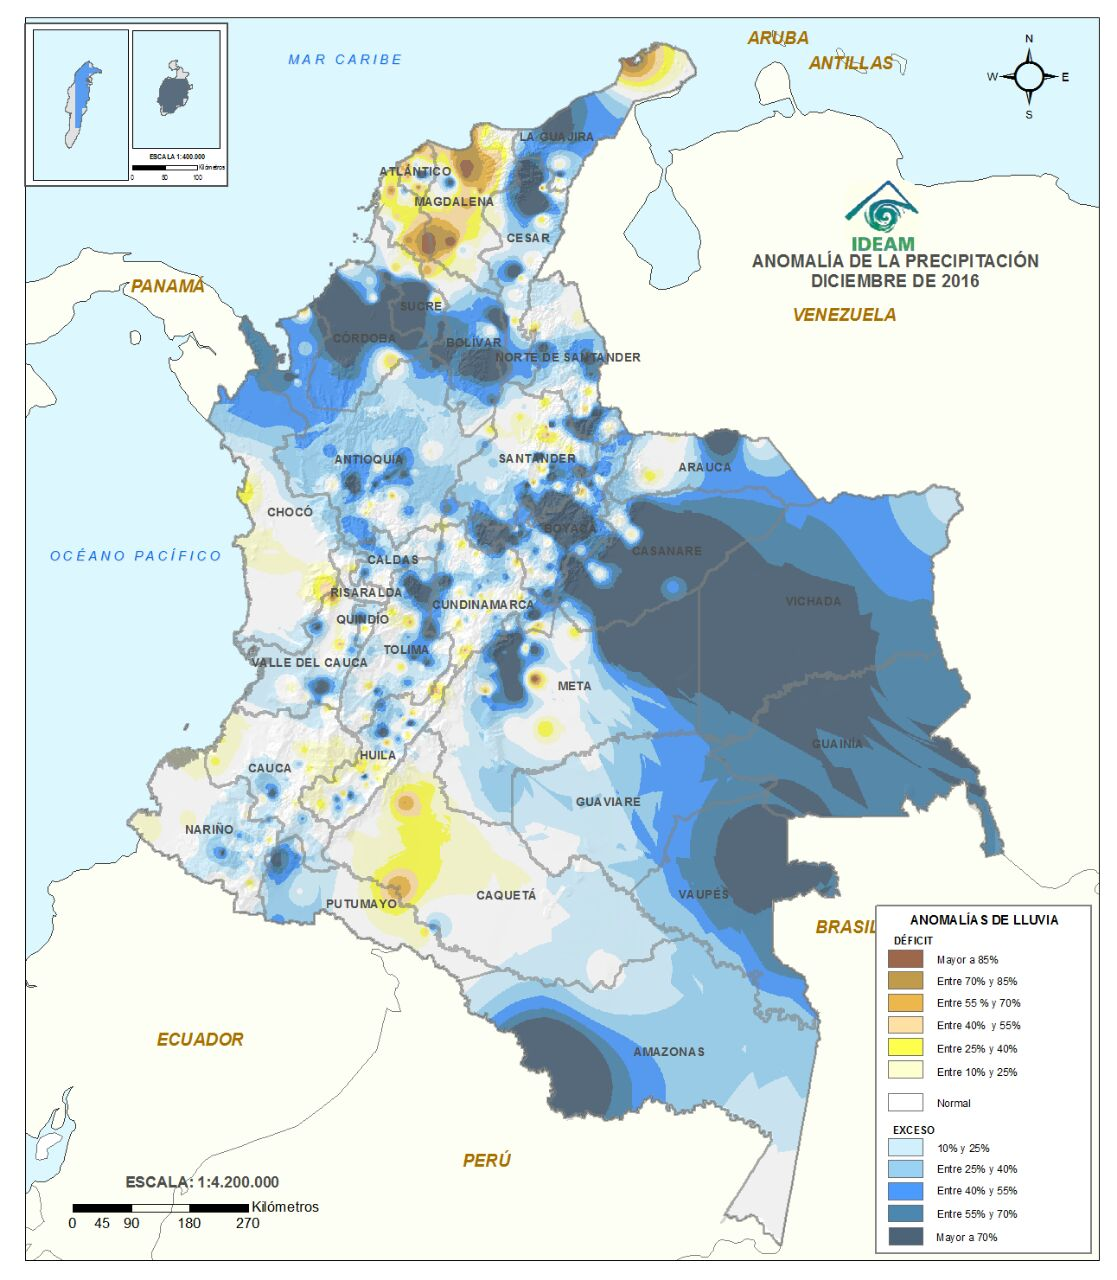 ARUBA
ANTILLAS
MAR CARIBE
N
W
E
S
ESCALA 1:400.000
Kilómetros
0 50 100
LA GUAJIRA
ATLÁNTICO
MAGDALENA
CESAR
IDEAM
ANOMALÍA DE LA PRECIPITACIÓN
DICIEMBRE DE 2016
PANAMÁ
VENEZUELA
SUCRE
CÓRDOBA
BOLÍVAR
NORTE DE SANTANDER
ANTIOQUIA
SANTANDER
ARAUCA
CHOCÓ
BOYACÁ
OCÉANO PACÍFICO
CASANARE
CALDAS
RISARALDA
CUNDINAMARCA
VICHADA
QUINDÍO
TOLIMA
VALLE DEL CAUCA
META
GUAINÍA
HUILA
CAUCA
GUAVIARE
NARIÑO
CAQUETÁ
VAUPÉS
PUTUMAYO
BRASIL
ECUADOR
AMAZONAS
PERÚ
ANOMALÍAS DE LLUVIA
DÉFICIT
Mayor a 85%
Entre 70% y 85%
Entre 55 % y 70%
Entre 40% y 55%
Entre 25% y 40%
Entre 10% y 25%
Normal
EXCESO
10% y 25%
Entre 25% y 40%
Entre 40% y 55%
Entre 55% y 70%
Mayor a 70%
ESCALA: 1:4.200.000
Kilómetros
0 45 90 180 270